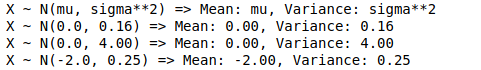 X ~ N(mu, sigma**2) => Mean: mu, Variance: sigma**2
X ~ N(0.0, 0.16) => Mean: 0.00, Variance: 0.16
X ~ N(0.0, 4.00) => Mean: 0.00, Variance: 4.00
X ~ N(-2.0, 0.25) => Mean: -2.00, Variance: 0.25